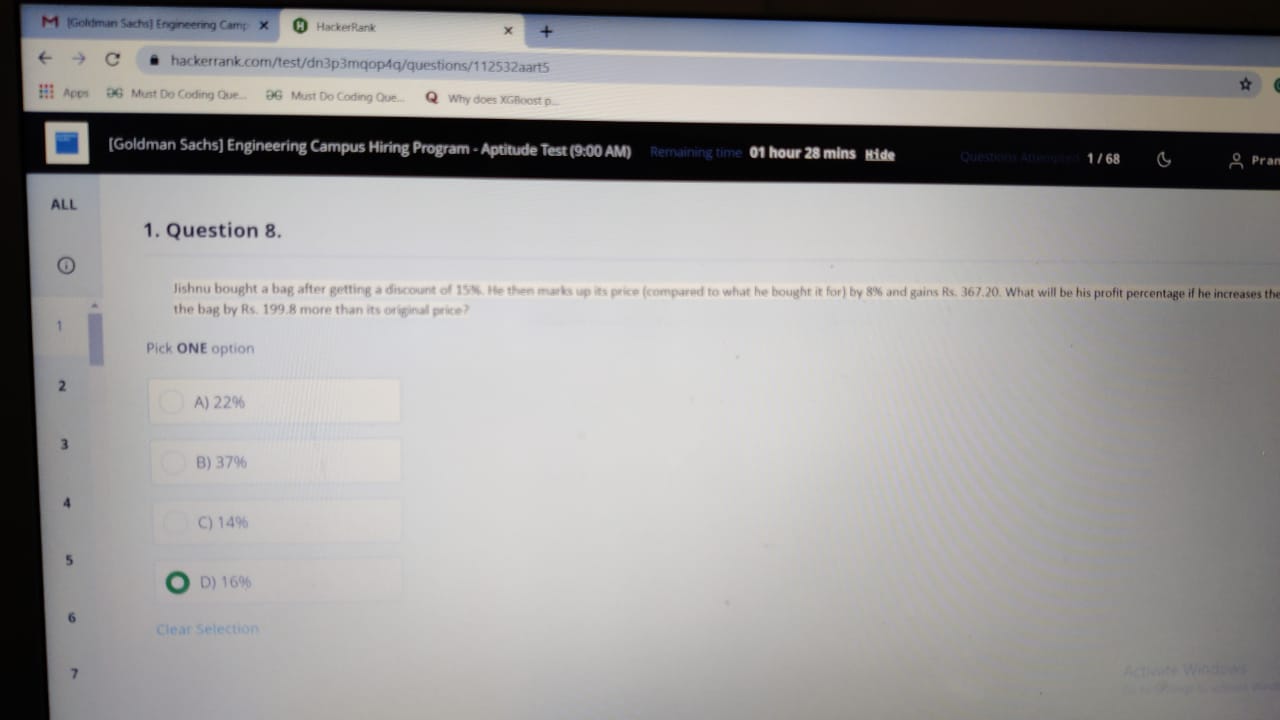 [Goldman Sachs] Engineering Camp
HackerRank
hackerrank.com/test/dn3p3mqop4q/questions/112532aart5
Apps Must Do Coding Que... Must Do Coding Que... Why does XGBoost p...
[Goldman Sachs] Engineering Campus Hiring Program - Aptitude Test (9:00 AM) Remaining time 01 hour 28 mins Hide Questions Attempted 1 / 68 Pran
ALL
1. Question 8.
Jishnu bought a bag after getting a discount of 15%. He then marks up its price (compared to what he bought it for) by 8% and gains Rs. 367.20. What will be his profit percentage if he increases the
the bag by Rs. 199.8 more than its original price?
Pick ONE option
A) 22%
B) 37%
C) 14%
D) 16%
Clear Selection
1
2
3
4
5
6
7
Activate Windows